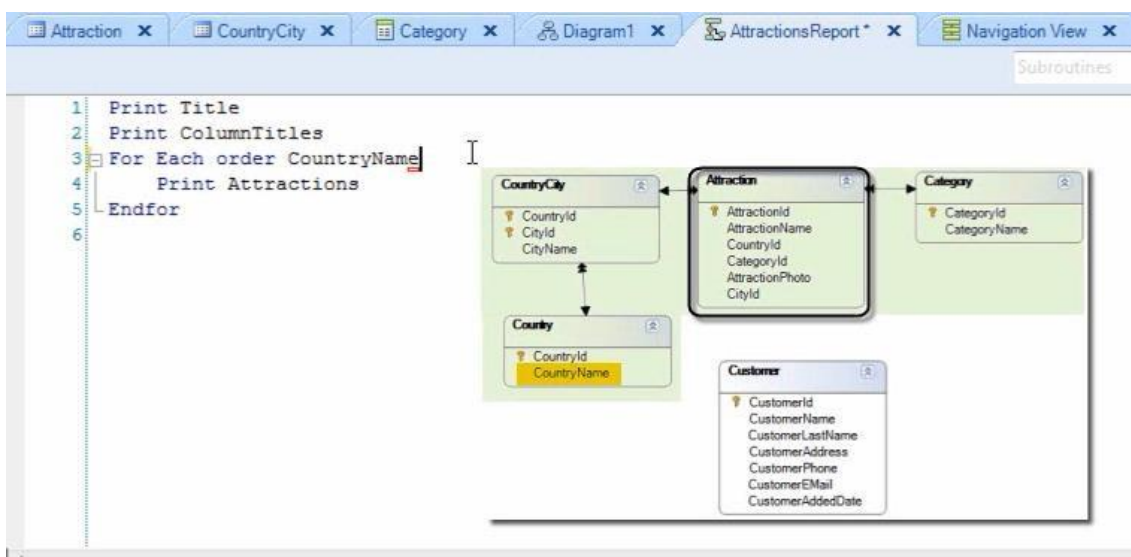 Attraction × CountryCity × Category × Diagram1 × AttractionsReport * × Navigation View ×
Subroutines
1 Print Title
2 Print ColumnTitles
3 For Each order CountryName
4 Print Attractions
5 Endfor
6
CountryCity
CountryId
CityId
CityName
Attraction
AttractionId
AttractionName
CountryId
CategoryId
AttractionPhoto
CityId
Category
CategoryId
CategoryName
Country
CountryId
CountryName
Customer
CustomerId
CustomerName
CustomerLastName
CustomerAddress
CustomerPhone
CustomerEMail
CustomerAddedDate